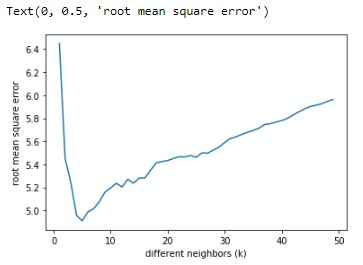 Text(0, 0.5, 'root mean square error')
6.4
6.2
6.0
5.8
5.6
5.4
5.2
5.0
root mean square error
0 10 20 30 40 50
different neighbors (k)